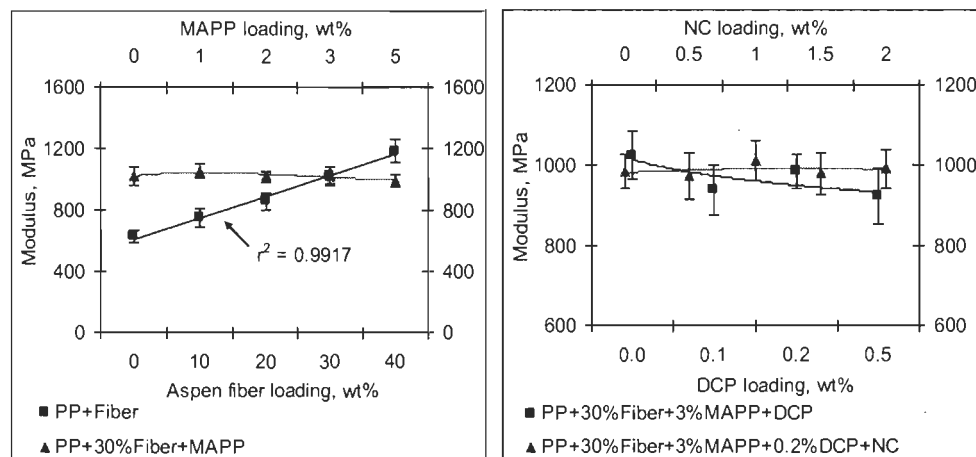 MAPP loading, wt%
0 1 2 3 5
1600 1600
1200 1200
800 800
400 400
0 0
Modulus, MPa
r² = 0.9917
0 10 20 30 40
Aspen fiber loading, wt%
PP+Fiber
PP+30%Fiber+MAPP
NC loading, wt%
0 0.5 1 1.5 2
1200 1200
1000 1000
800 800
600 600
Modulus, MPa
0.0 0.1 0.2 0.5
DCP loading, wt%
PP+30%Fiber+3%MAPP+DCP
PP+30%Fiber+3%MAPP+0.2%DCP+NC